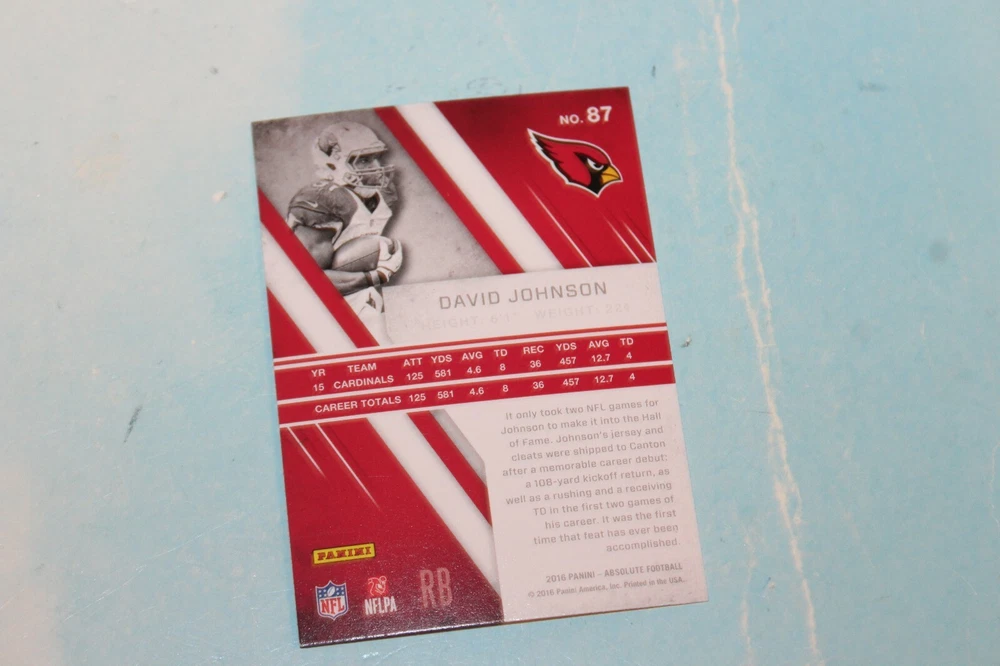 NO. 87
DAVID JOHNSON
HEIGHT: 6'1" WEIGHT: 224
YR TEAM ATT YDS AVG TD REC YDS AVG TD
15 CARDINALS 125 581 4.6 8 36 457 12.7 4
CAREER TOTALS 125 581 4.6 8 36 457 12.7 4
It only took two NFL games for
Johnson to make it into the Hall
of Fame. Johnson's jersey and
cleats were shipped to Canton
after a memorable career debut:
a 108-yard kickoff return, as
well as a rushing and a receiving
TD in the first two games of
his career. It was the first
time that feat has ever been
accomplished.
PANINI
NFL
NFLPA
RB
2016 PANINI – ABSOLUTE FOOTBALL
© 2016 Panini America, Inc. Printed in the USA.